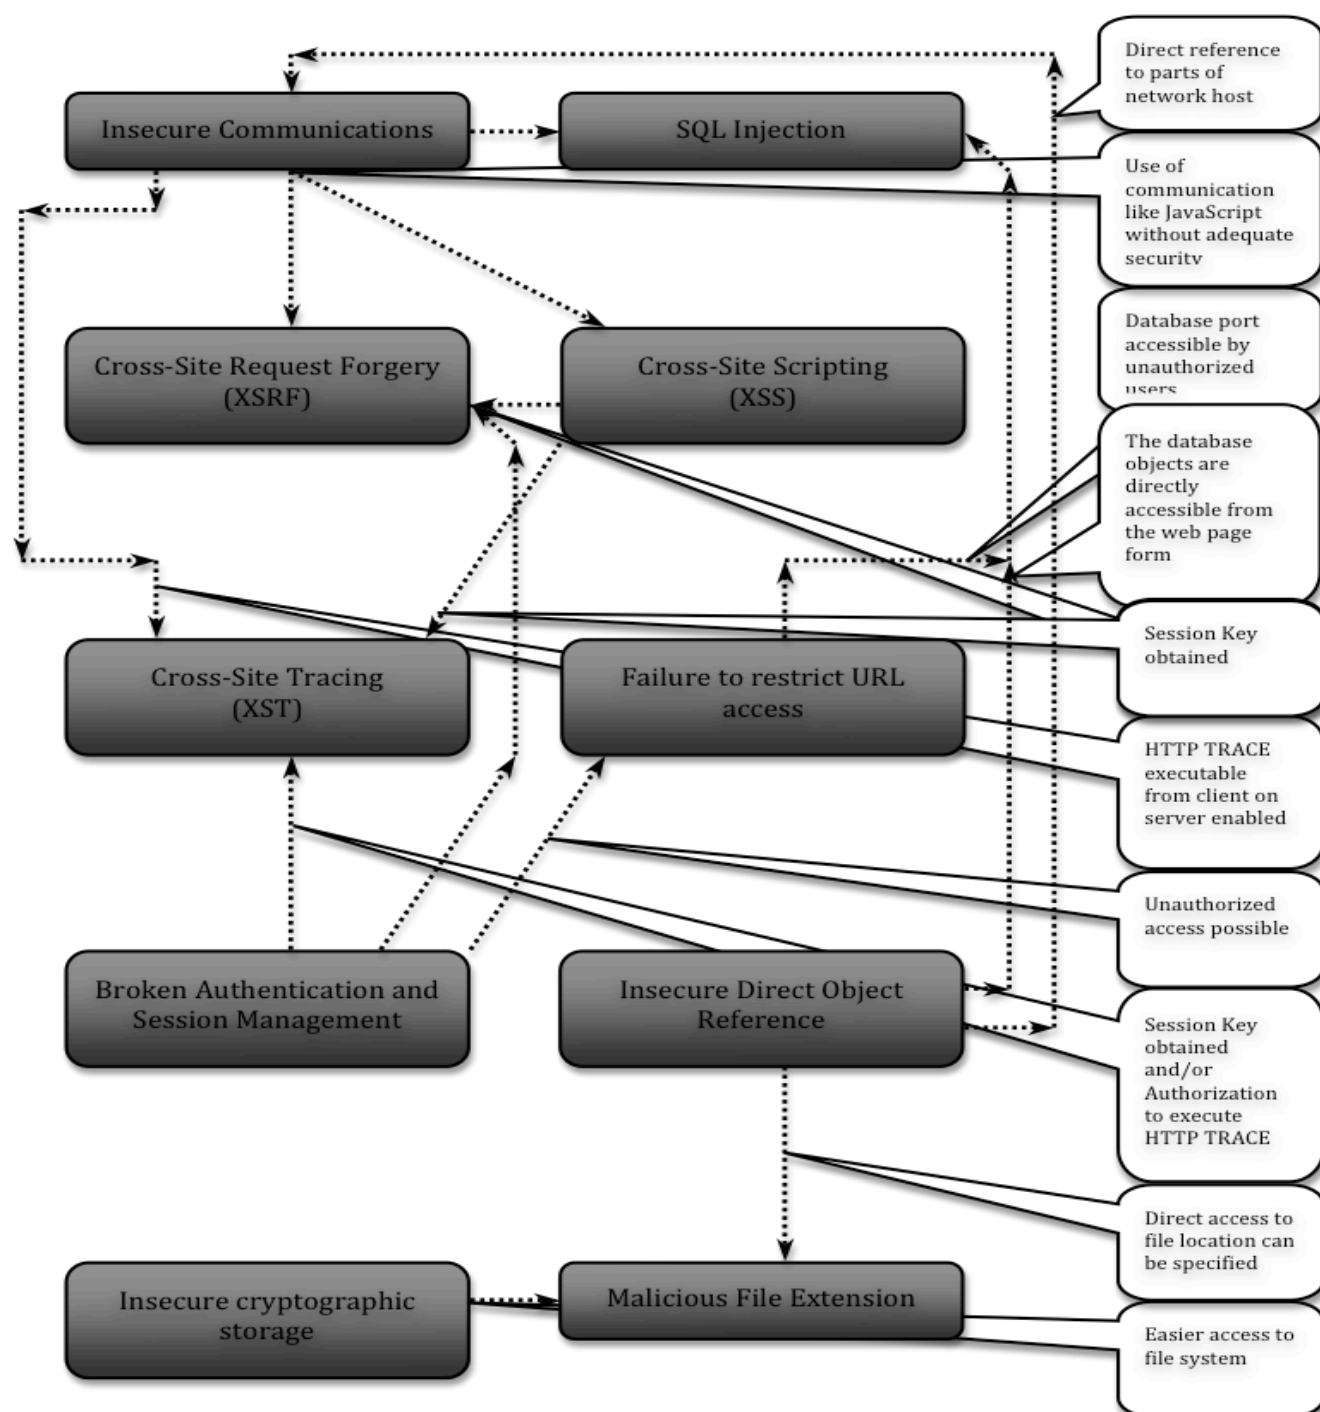 Insecure Communications
SQL Injection
Cross-Site Request Forgery
(XSRF)
Cross-Site Scripting
(XSS)
Cross-Site Tracing
(XST)
Failure to restrict URL
access
Broken Authentication and
Session Management
Insecure Direct Object
Reference
Insecure cryptographic
storage
Malicious File Extension
Direct reference
to parts of
network host
Use of
communication
like JavaScript
without adequate
security
Database port
accessible by
unauthorized
users
The database
objects are
directly
accessible from
the web page
form
Session Key
obtained
HTTP TRACE
executable
from client on
server enabled
Unauthorized
access possible
Session Key
obtained
and/or
Authorization
to execute
HTTP TRACE
Direct access to
file location can
be specified
Easier access to
file system